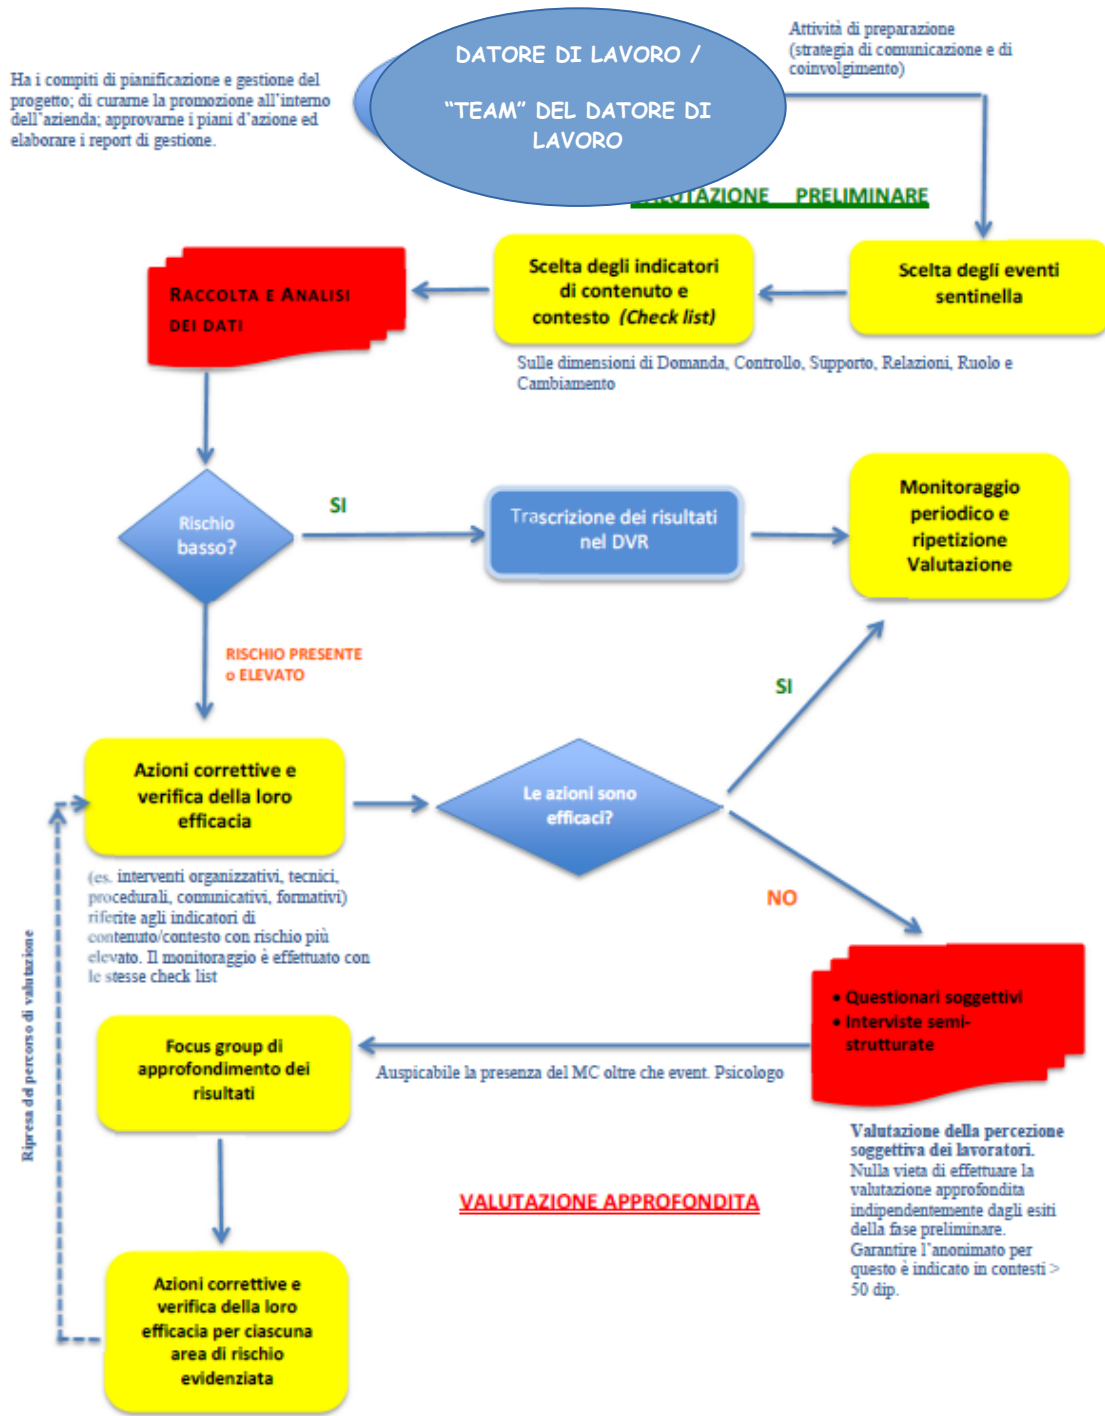 DATORE DI LAVORO /
“TEAM” DEL DATORE DI
LAVORO
Attività di preparazione
(strategia di comunicazione e di
coinvolgimento)
Ha i compiti di pianificazione e gestione del
progetto; di curarne la promozione all’interno
dell’azienda; approvarne i piani d’azione ed
elaborare i report di gestione.
VALUTAZIONE PRELIMINARE
Scelta degli eventi
sentinella
Scelta degli indicatori
di contenuto e
contesto (Check list)
RACCOLTA E ANALISI
DEI DATI
Sulle dimensioni di Domanda, Controllo, Supporto, Relazioni, Ruolo e
Cambiamento
Rischio
basso?
SI
Trascrizione dei risultati
nel DVR
Monitoraggio
periodico e
ripetizione
Valutazione
RISCHIO PRESENTE
o ELEVATO
SI
Azioni correttive e
verifica della loro
efficacia
Le azioni sono
efficaci?
(es. interventi organizzativi, tecnici,
procedurali, comunicativi, formativi)
riferite agli indicatori di
contenuto/contesto con rischio più
elevato. Il monitoraggio è effettuato con
le stesse check list
NO
• Questionari soggettivi
• Interviste semi-
strutturate
Auspicabile la presenza del MC oltre che event. Psicologo
Focus group di
approfondimento dei
risultati
Valutazione della percezione
soggettiva dei lavoratori.
Nulla vieta di effettuare la
valutazione approfondita
indipendentemente dagli esiti
della fase preliminare.
Garantire l’anonimato per
questo è indicato in contesti >
50 dip.
VALUTAZIONE APPROFONDITA
Azioni correttive e
verifica della loro
efficacia per ciascuna
area di rischio
evidenziata
Ripresa del percorso di valutazione